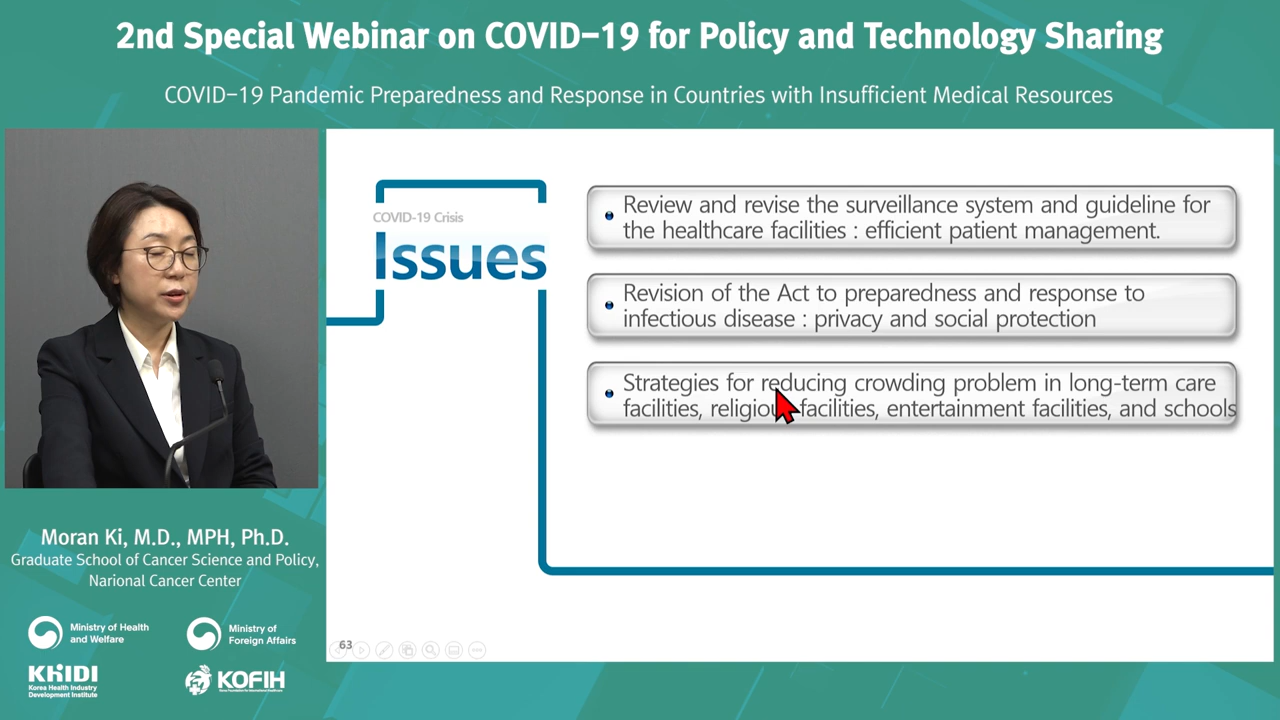 2nd Special Webinar on COVID-19 for Policy and Technology Sharing
COVID-19 Pandemic Preparedness and Response in Countries with Insufficient Medical Resources
COVID-19 Crisis
Issues
Review and revise the surveillance system and guideline for
the healthcare facilities : efficient patient management.
Revision of the Act to preparedness and response to
infectious disease : privacy and social protection
Strategies for reducing crowding problem in long-term care
facilities, religious facilities, entertainment facilities, and schools
63
Moran Ki, M.D., MPH, Ph.D.
Graduate School of Cancer Science and Policy,
Narional Cancer Center
Ministry of Health
and Welfare
Ministry of
Foreign Affairs
KHIDI
Korea Health Industry
Development Institute
KOFIH
Korea Foundation for International Healthcare